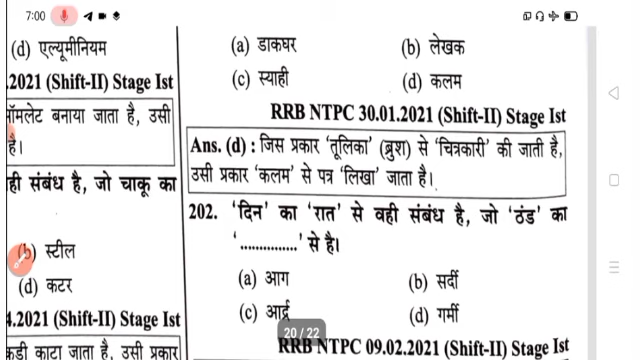 7:00
(d) एल्यूमीनियम
.2021 (Shift-II) Stage Ist
ऑमलेट बनाया जाता है, उसी
है।
ही संबंध है, जो चाकू का
(b) स्टील
(d) कटर
4.2021 (Shift-II) Stage Ist
कड़ी काटा जाता है, उसी प्रकार
(a) डाकघर (b) लेखक
(c) स्याही (d) कलम
RRB NTPC 30.01.2021 (Shift-II) Stage Ist
Ans. (d) : जिस प्रकार 'तूलिका' (ब्रुश) से 'चित्रकारी' की जाती है,
उसी प्रकार 'कलम' से पत्र 'लिखा' जाता है।
202. 'दिन' का 'रात' से वही संबंध है, जो 'ठंड' का
'...............' से है।
(a) आग (b) सर्दी
(c) आर्द्र (d) गर्मी
20 / 22
RRB NTPC 09.02.2021 (Shift-II) Stage Ist